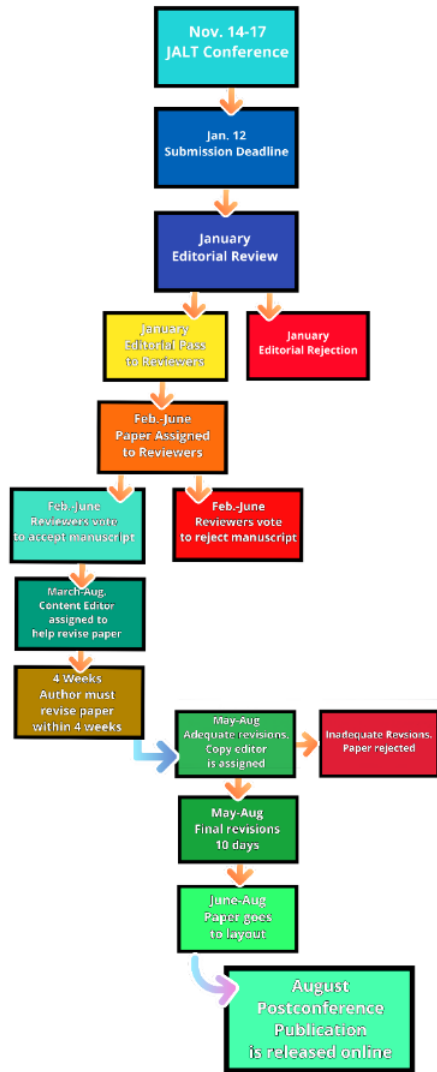 Nov. 14-17
JALT Conference
Jan. 12
Submission Deadline
January
Editorial Review
January
Editorial Pass
to Reviewers
January
Editorial Rejection
Feb.-June
Paper Assigned
to Reviewers
Feb.-June
Reviewers vote
to accept manuscript
Feb.-June
Reviewers vote
to reject manuscript
March-Aug.
Content Editor
assigned to
help revise paper
4 Weeks
Author must
revise paper
within 4 weeks
May-Aug
Adequate revisions.
Copy editor
is assigned
Inadequate Revsions.
Paper rejected
May-Aug
Final revisions
10 days
June-Aug
Paper goes
to layout
August
Postconference
Publication
is released online